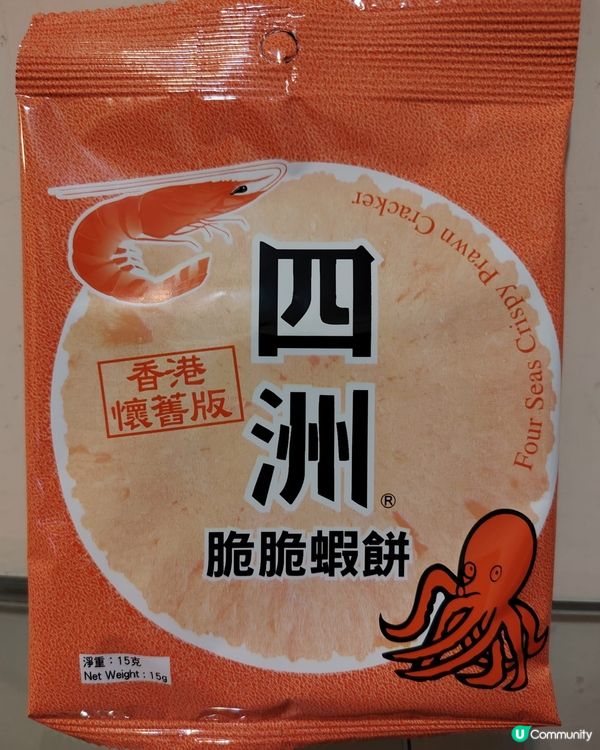 Four Seas Crispy Prawn Cracker
四
洲®
香港
懷舊版
脆脆蝦餅
淨重：15克
Net Weight : 15g
U Community